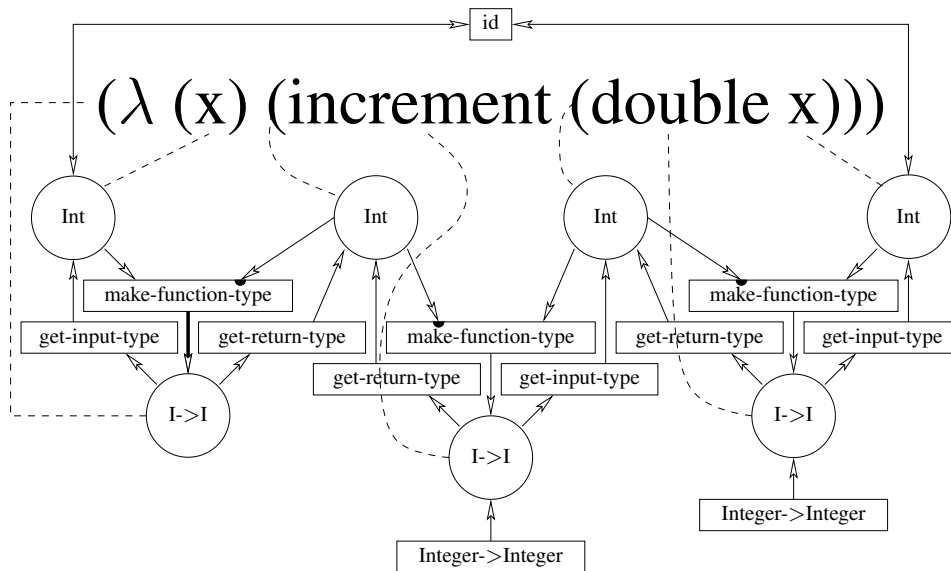 id
(λ (x) (increment (double x)))
Int Int Int Int
make-function-type make-function-type
get-input-type get-return-type make-function-type get-return-type get-input-type
get-return-type get-input-type
I->I I->I
I->I
Integer->Integer
Integer->Integer